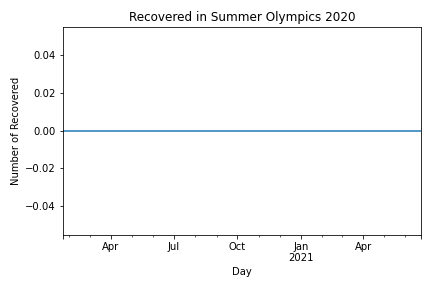 Recovered in Summer Olympics 2020
Number of Recovered
0.04
0.02
0.00
−0.02
−0.04
Apr Jul Oct Jan Apr
2021
Day